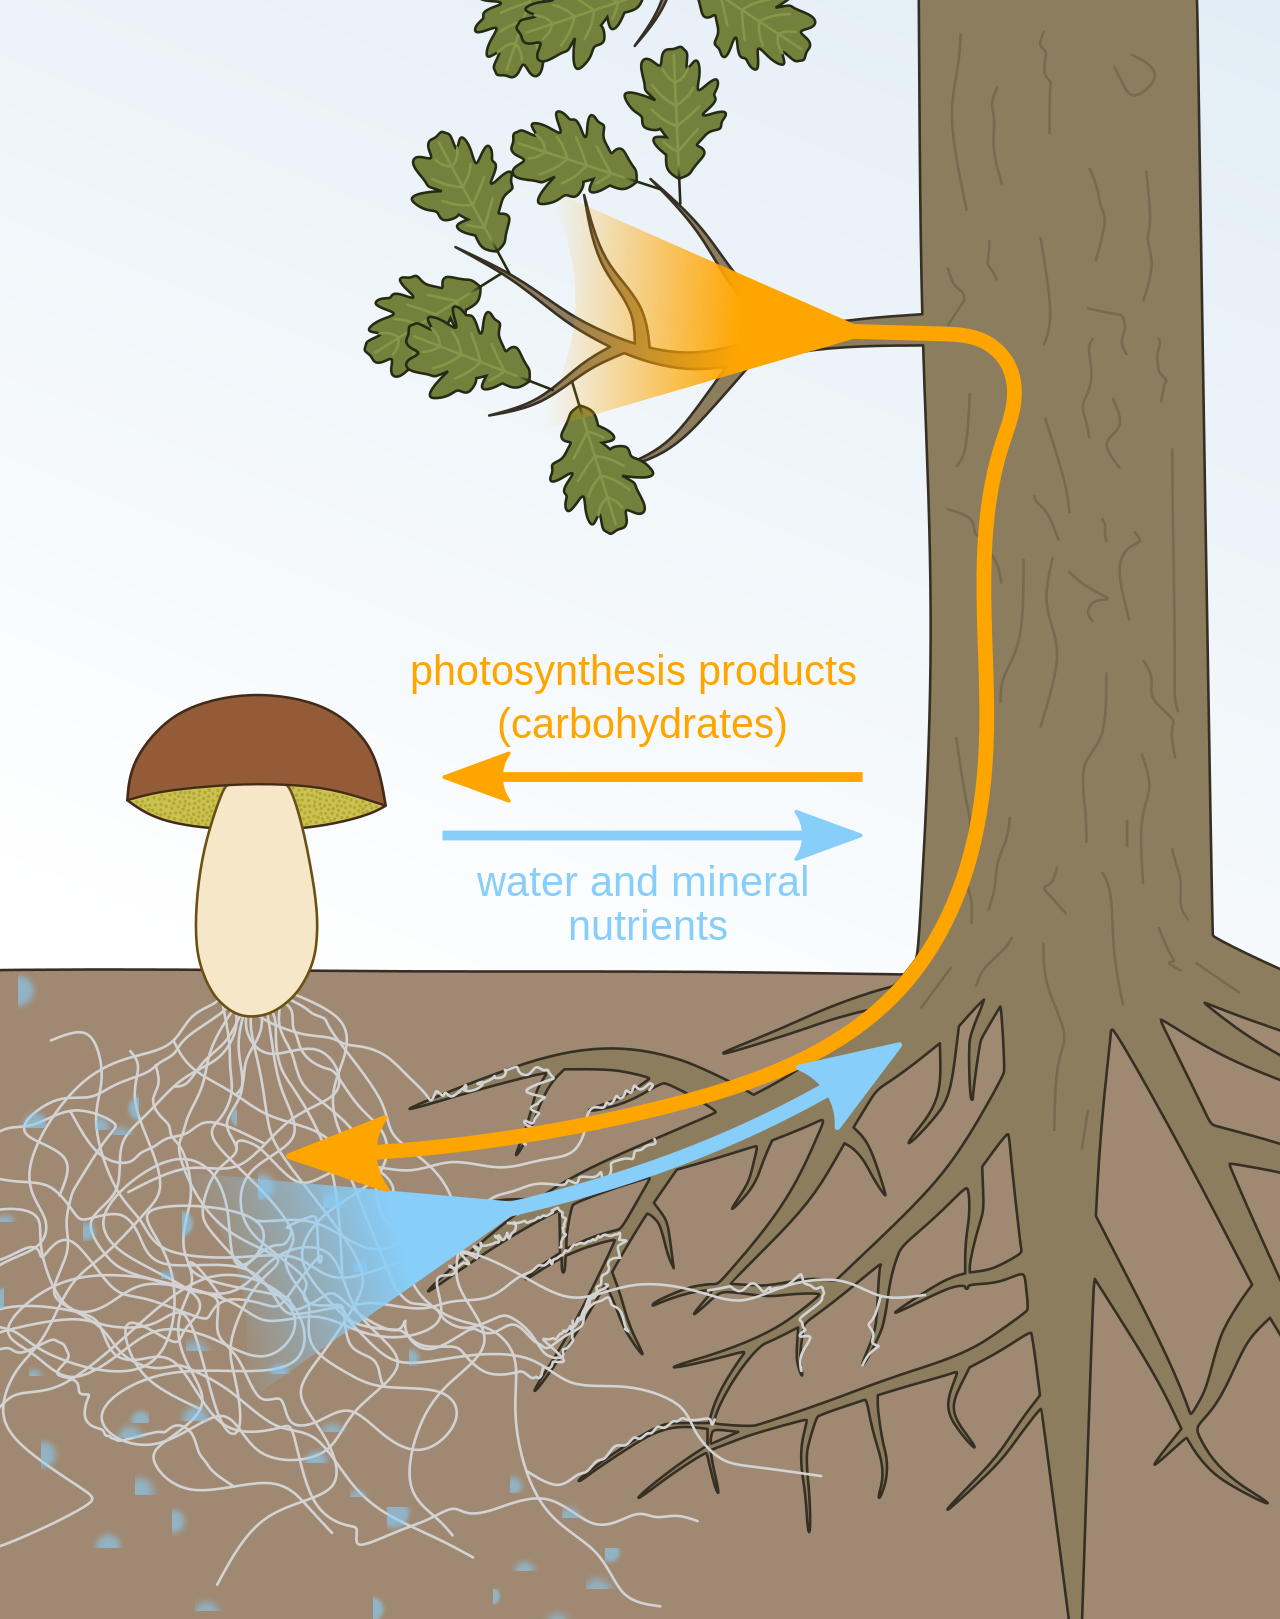 photosynthesis products
(carbohydrates)
water and mineral
nutrients